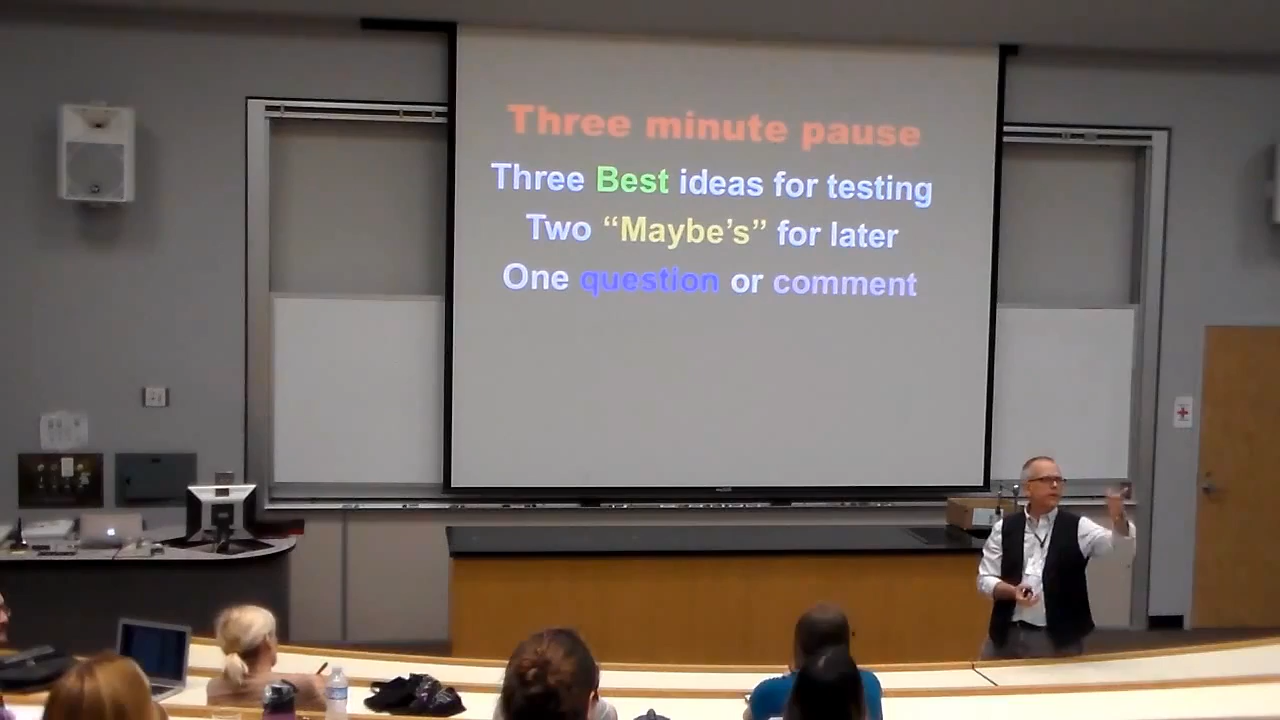 Three minute pause
Three Best ideas for testing
Two “Maybe’s” for later
One question or comment